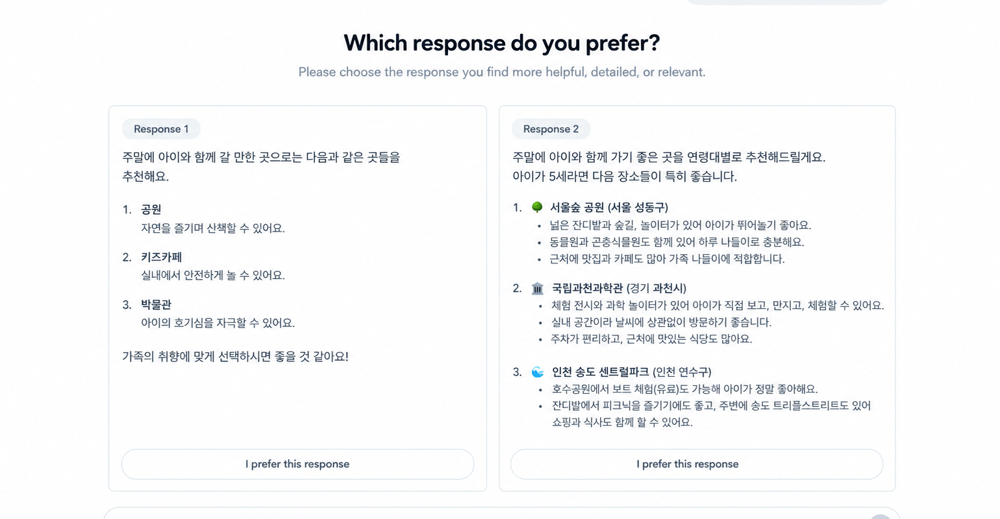 Which response do you prefer?
Please choose the response you find more helpful, detailed, or relevant.
Response 1
주말에 아이와 함께 갈 만한 곳으로는 다음과 같은 곳들을
추천해요.
1. 공원
자연을 즐기며 산책할 수 있어요.
2. 키즈카페
실내에서 안전하게 놀 수 있어요.
3. 박물관
아이의 호기심을 자극할 수 있어요.
가족의 취향에 맞게 선택하시면 좋을 것 같아요!
I prefer this response
Response 2
주말에 아이와 함께 가기 좋은 곳을 연령대별로 추천해드릴게요.
아이가 5세라면 다음 장소들이 특히 좋습니다.
1. 🌳 서울숲 공원 (서울 성동구)
• 넓은 잔디밭과 숲길, 놀이터가 있어 아이가 뛰어놀기 좋아요.
• 동물원과 곤충식물원도 함께 있어 하루 나들이로 충분해요.
• 근처에 맛집과 카페도 많아 가족 나들이에 적합합니다.
2. 🏛️ 국립과천과학관 (경기 과천시)
• 체험 전시와 과학 놀이터가 있어 아이가 직접 보고, 만지고, 체험할 수 있어요.
• 실내 공간이라 날씨에 상관없이 방문하기 좋습니다.
• 주차가 편리하고, 근처에 맛있는 식당도 많아요.
3. 🌊 인천 송도 센트럴파크 (인천 연수구)
• 호수공원에서 보트 체험(유료)도 가능해 아이가 정말 좋아해요.
• 잔디밭에서 피크닉을 즐기기에도 좋고, 주변에 송도 트리플스트리트도 있어
쇼핑과 식사도 함께 할 수 있어요.
I prefer this response